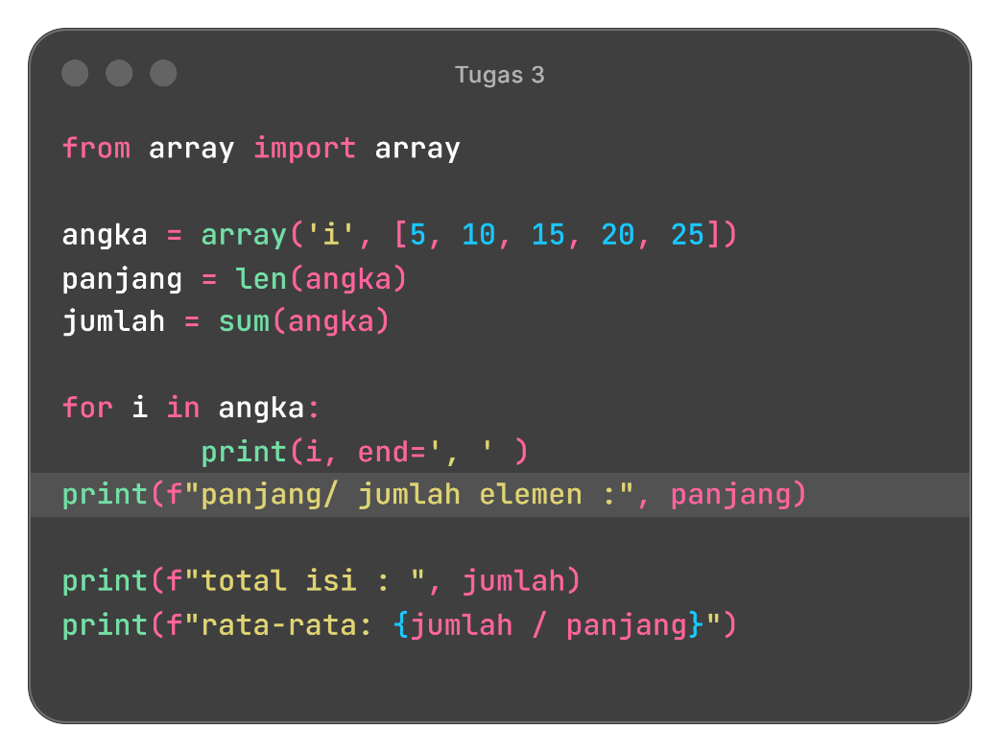 Tugas 3
from array import array
angka = array('i', [5, 10, 15, 20, 25])
panjang = len(angka)
jumlah = sum(angka)
for i in angka:
        print(i, end=', ' )
print(f"panjang/ jumlah elemen :", panjang)
print(f"total isi : ", jumlah)
print(f"rata-rata: {jumlah / panjang}")